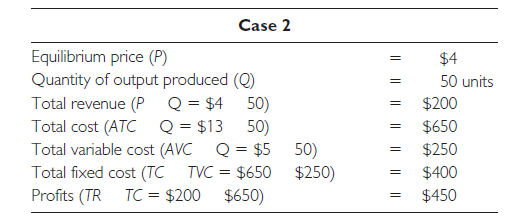 Case 2
Equilibrium price (P) = $4
Quantity of output produced (Q) = 50 units
Total revenue (P Q = $4 50) = $200
Total cost (ATC Q = $13 50) = $650
Total variable cost (AVC Q = $5 50) = $250
Total fixed cost (TC TVC = $650 $250) = $400
Profits (TR TC = $200 $650) = $450